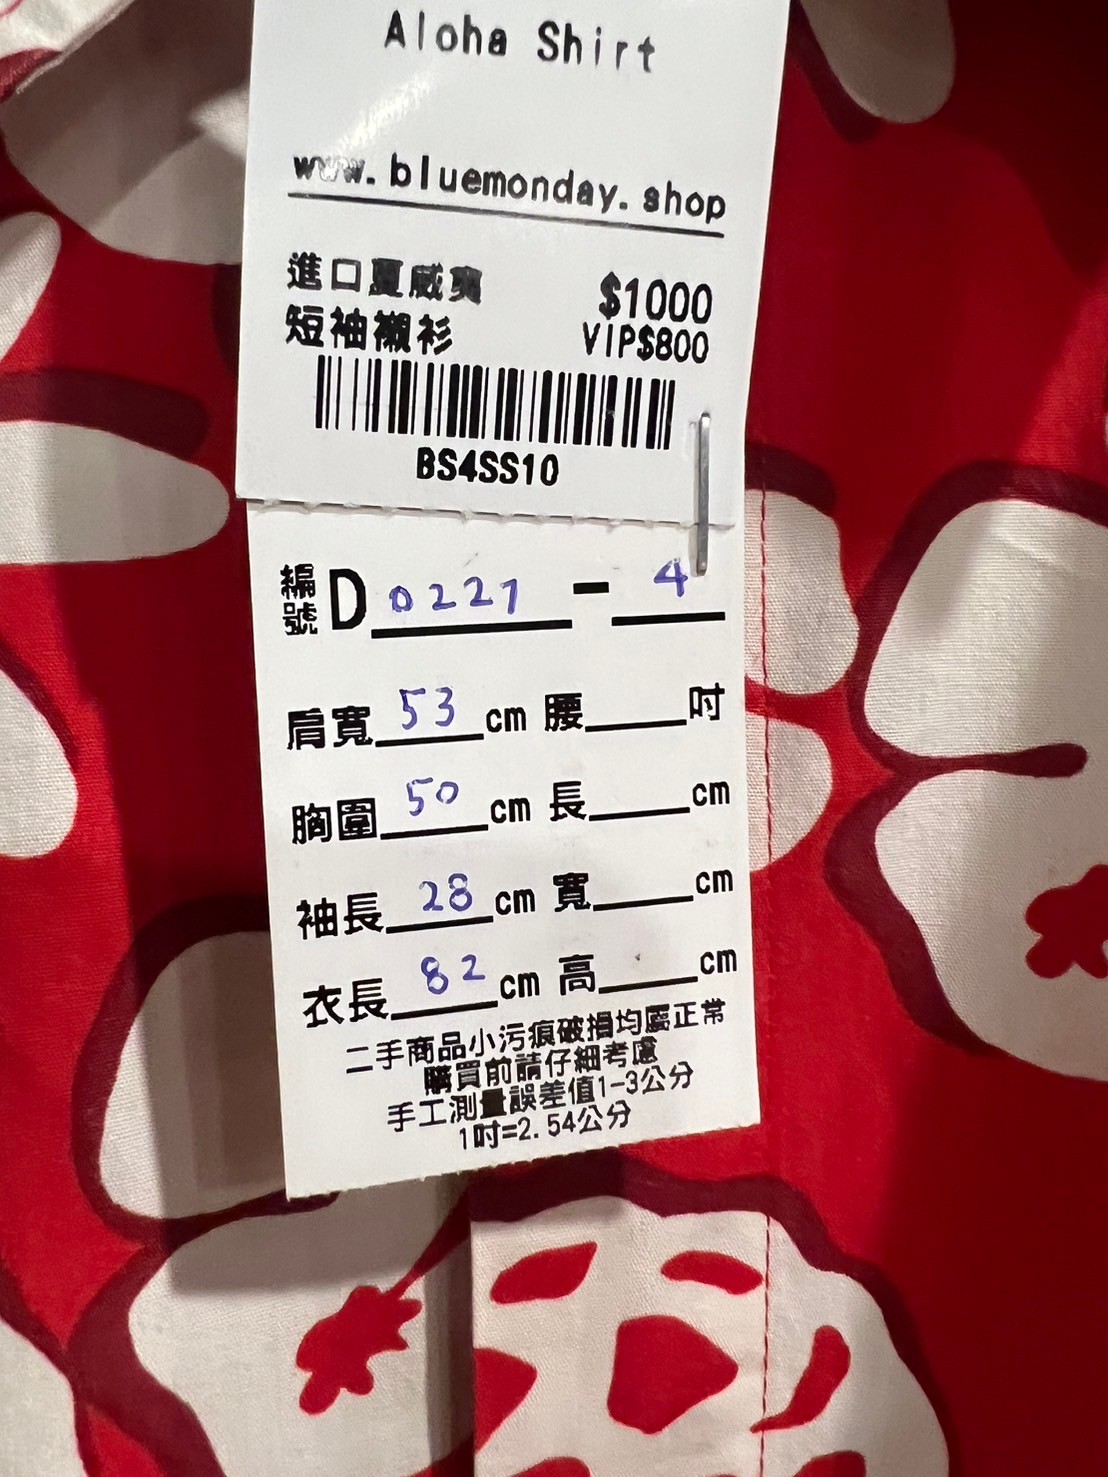 Aloha Shirt
www.bluemonday.shop
進口夏威夷 $1000
短袖襯衫 VIP$800
BS4SS10
編號 D 0227 - 4
肩寬 53 cm 腰 吋
胸圍 50 cm 長 cm
袖長 28 cm 寬 cm
衣長 82 cm 高 cm
二手商品小污痕破損均屬正常
購買前請仔細考慮
手工測量誤差值1-3公分
1吋=2.54公分